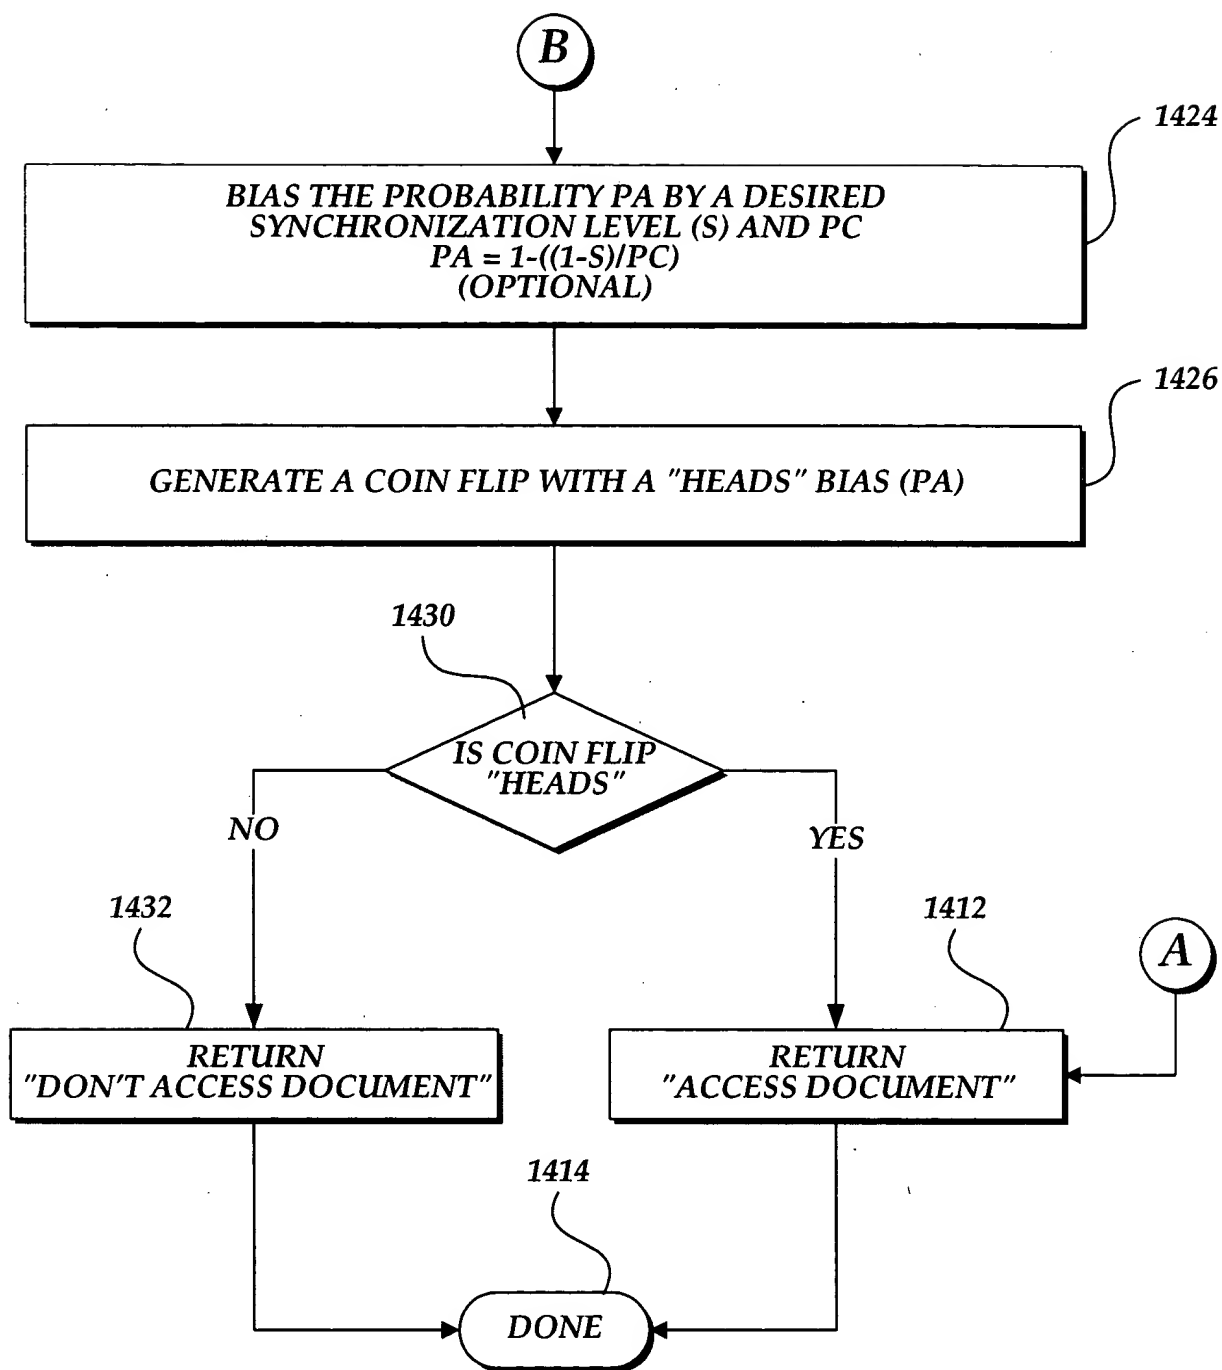 B
1424
BIAS THE PROBABILITY PA BY A DESIRED
SYNCHRONIZATION LEVEL (S) AND PC
PA = 1-((1-S)/PC)
(OPTIONAL)
1426
GENERATE A COIN FLIP WITH A "HEADS" BIAS (PA)
1430
IS COIN FLIP
"HEADS"
NO
YES
1432
1412
A
RETURN
"DON'T ACCESS DOCUMENT"
RETURN
"ACCESS DOCUMENT"
1414
DONE